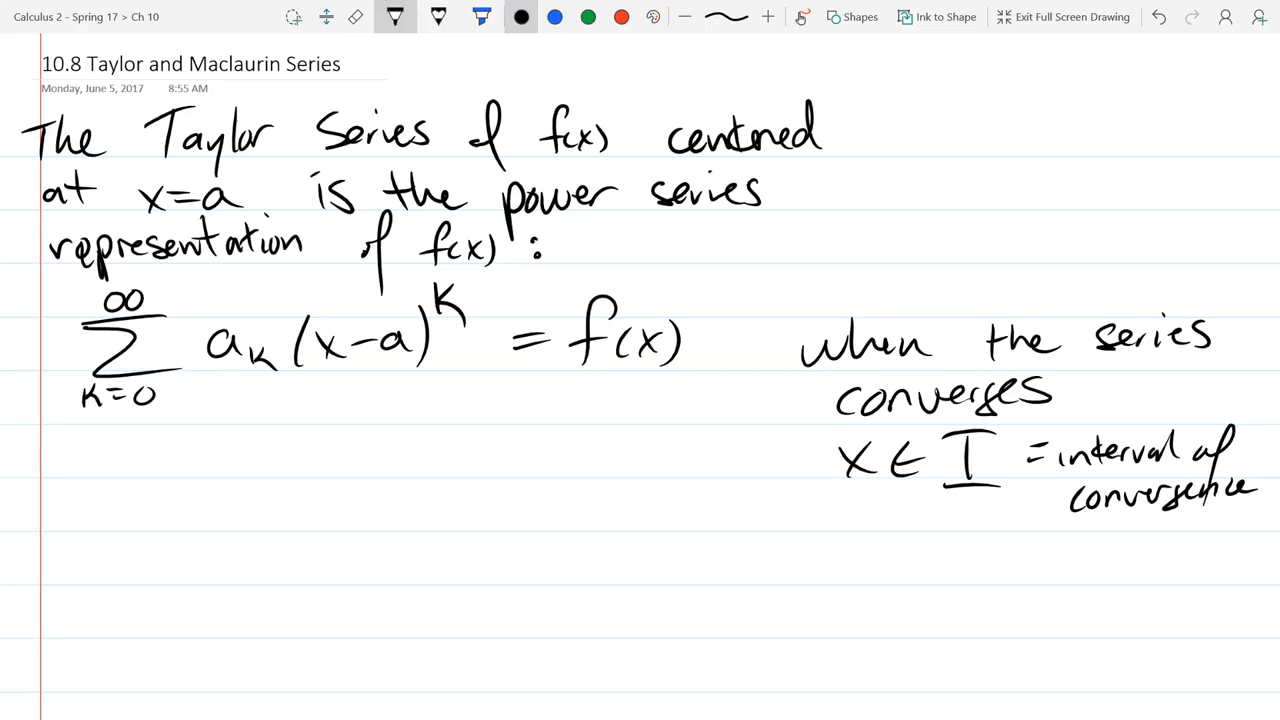 Calculus 2 - Spring 17 > Ch 10
Shapes
Ink to Shape
Exit Full Screen Drawing
10.8 Taylor and Maclaurin Series
Monday, June 5, 2017 8:55 AM
The Taylor Series of f(x) centred
at x=a is the power series
representation of f(x) :
∞
∑ aₖ (x-a)ᴷ = f(x) when the series
K=0 converges
x ∈ I = interval of
convergence